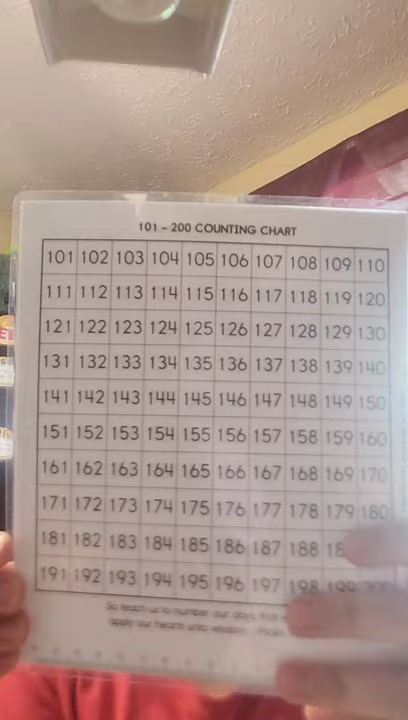 101 – 200 COUNTING CHART
101 102 103 104 105 106 107 108 109 110
111 112 113 114 115 116 117 118 119 120
121 122 123 124 125 126 127 128 129 130
131 132 133 134 135 136 137 138 139 140
141 142 143 144 145 146 147 148 149 150
151 152 153 154 155 156 157 158 159 160
161 162 163 164 165 166 167 168 169 170
171 172 173 174 175 176 177 178 179 180
181 182 183 184 185 186 187 188 18
191 192 193 194 195 196 197 198 199 200
So teach us to number our days, that
apply our hearts unto wisdom. Psalm